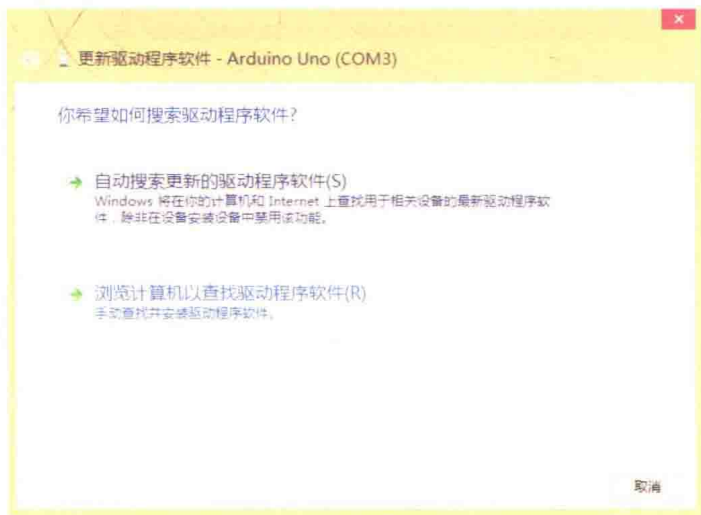 更新驱动程序软件 - Arduino Uno (COM3)
你希望如何搜索驱动程序软件?
自动搜索更新的驱动程序软件(S)
Windows 将在你的计算机和 Internet 上查找用于相关设备的最新驱动程序软
件，除非在设备安装设备中禁用该功能。
浏览计算机以查找驱动程序软件(R)
手动查找并安装驱动程序软件。
取消